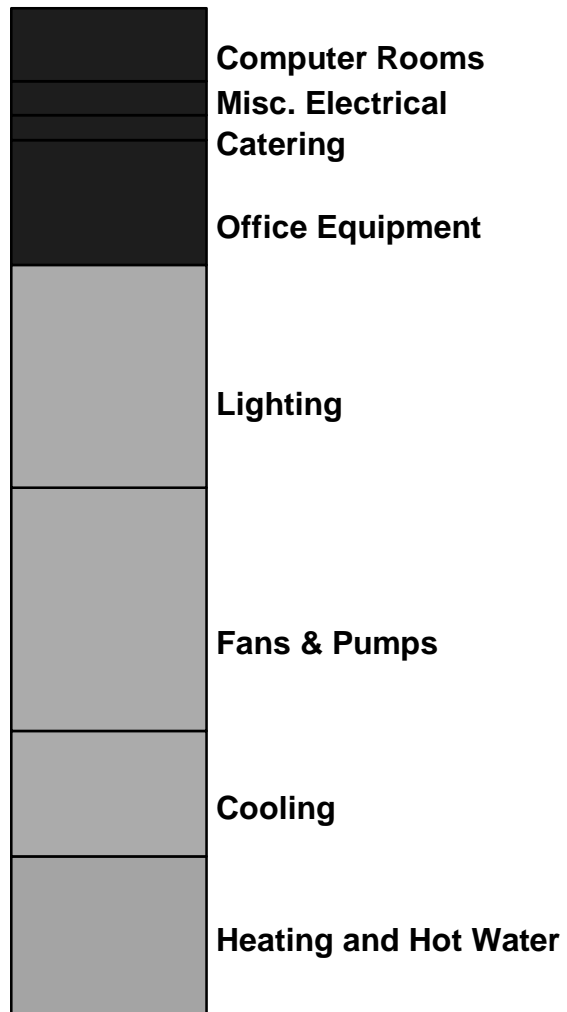 Computer Rooms
Misc. Electrical
Catering
Office Equipment
Lighting
Fans & Pumps
Cooling
Heating and Hot Water